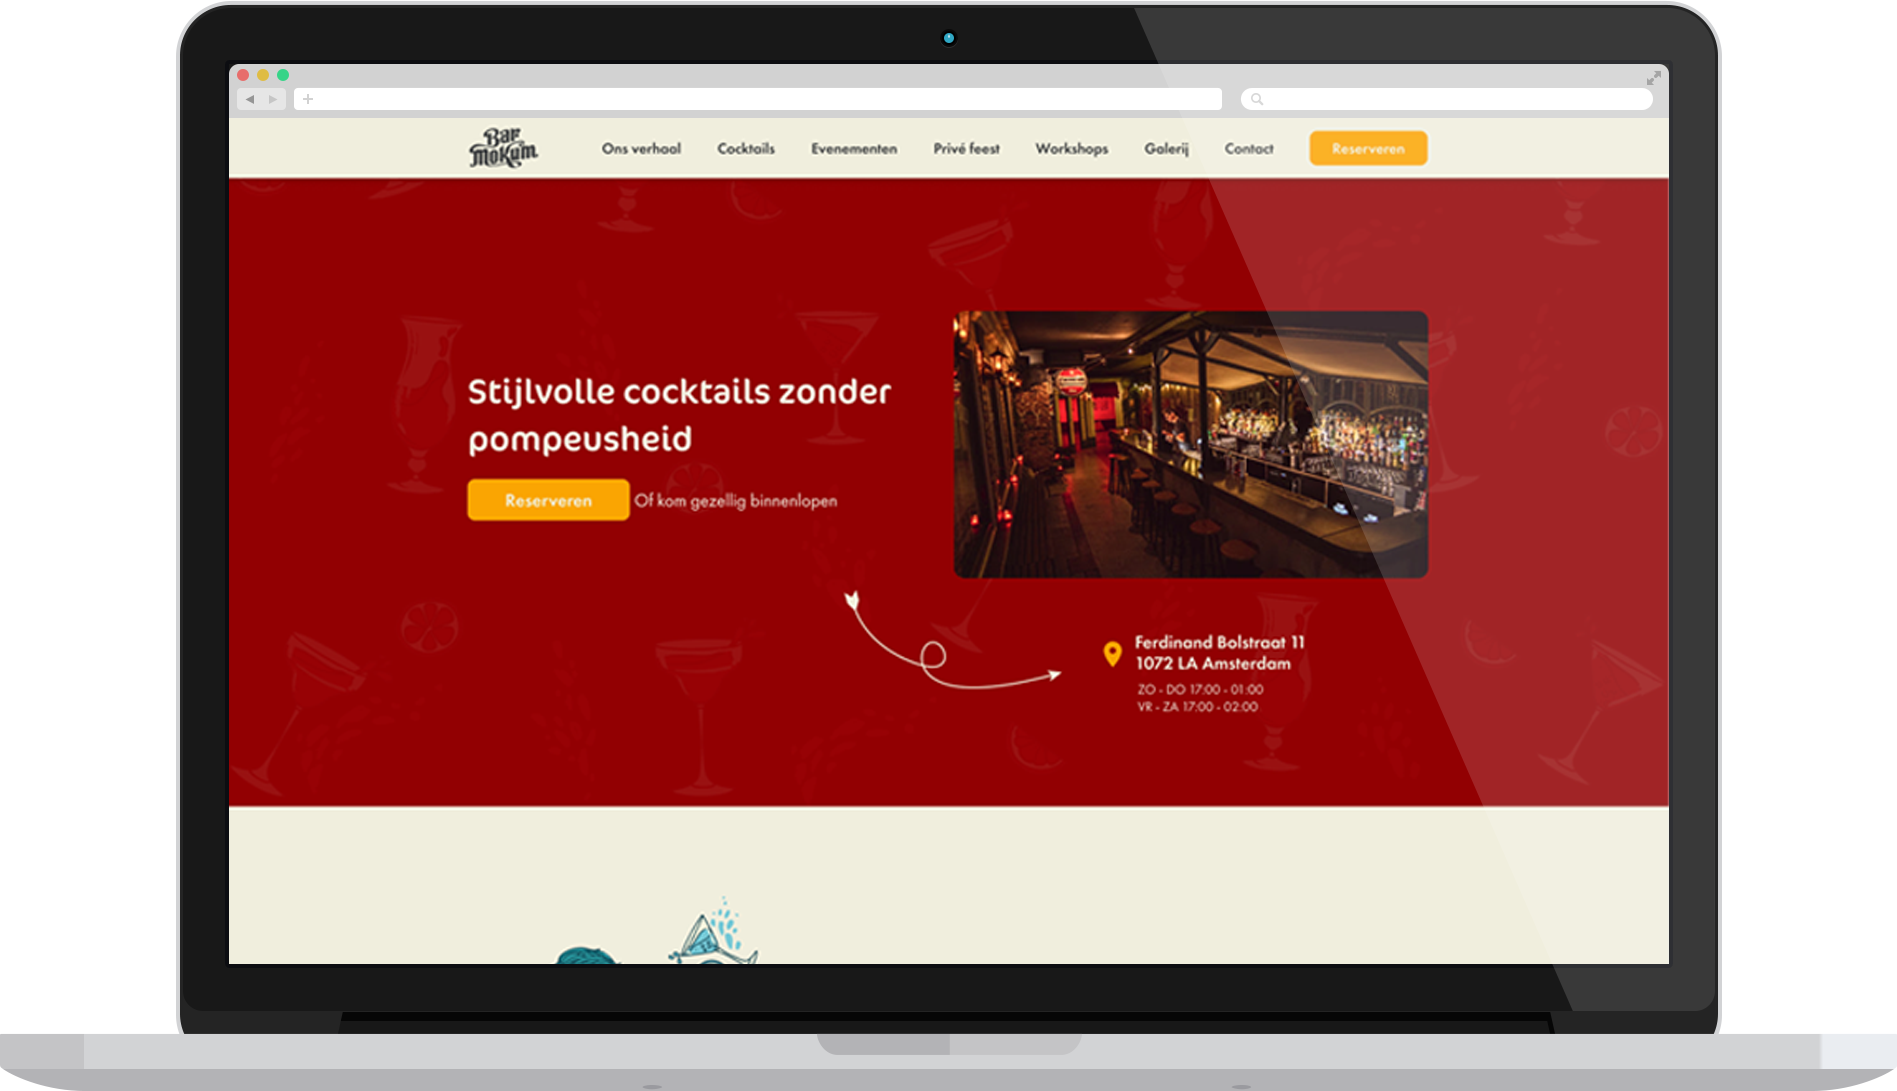 Bar
Mokum
Ons verhaal
Cocktails
Evenementen
Privé feest
Workshops
Galerij
Contact
Reserveren
Stijlvolle cocktails zonder
pompeusheid
Reserveren
Of kom gezellig binnenlopen
Ferdinand Bolstraat 11
1072 LA Amsterdam
ZO - DO 17:00 - 01:00
VR - ZA 17:00 - 02:00